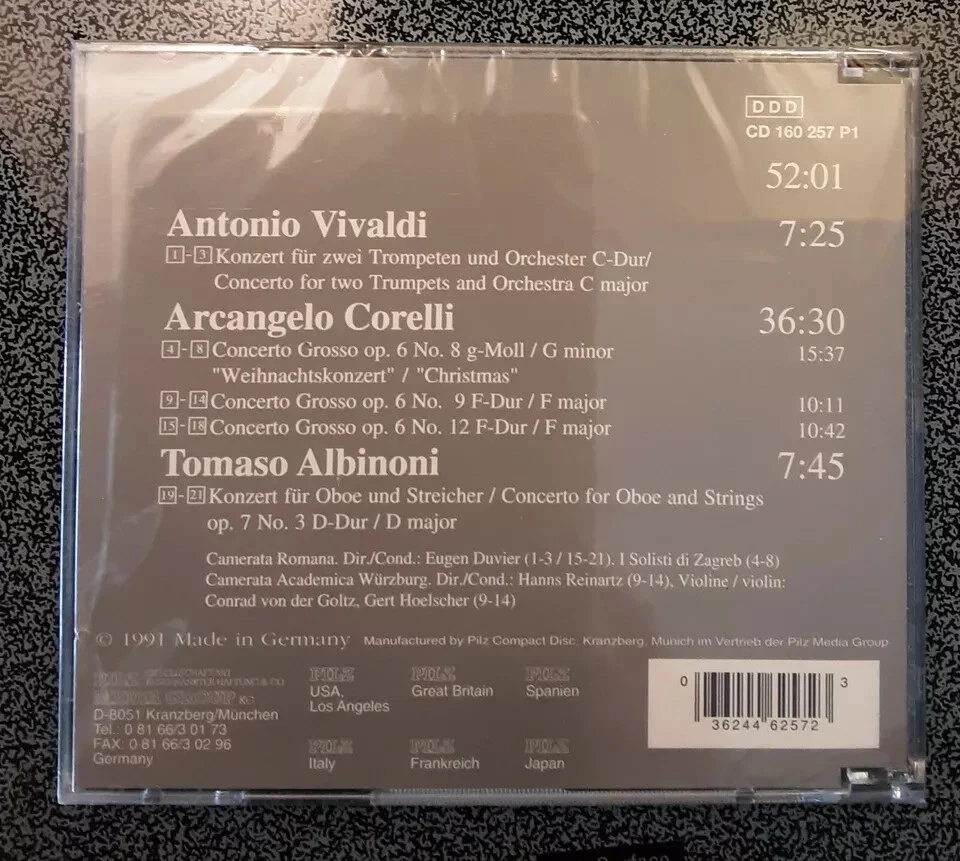 DDD
CD 160 257 P1
52:01
Antonio Vivaldi 7:25
1-3 Konzert für zwei Trompeten und Orchester C-Dur/
Concerto for two Trumpets and Orchestra C major
Arcangelo Corelli 36:30
4-8 Concerto Grosso op. 6 No. 8 g-Moll / G minor 15:37
"Weihnachtskonzert" / "Christmas"
9-14 Concerto Grosso op. 6 No. 9 F-Dur / F major 10:11
15-18 Concerto Grosso op. 6 No. 12 F-Dur / F major 10:42
Tomaso Albinoni 7:45
19-21 Konzert für Oboe und Streicher / Concerto for Oboe and Strings
op. 7 No. 3 D-Dur / D major
Camerata Romana. Dir./Cond.: Eugen Duvier (1-3 / 15-21). I Solisti di Zagreb (4-8)
Camerata Academica Würzburg. Dir./Cond.: Hanns Reinartz (9-14), Violine / violin:
Conrad von der Goltz, Gert Hoelscher (9-14)
© 1991 Made in Germany Manufactured by Pilz Compact Disc, Kranzberg, Munich im Vertrieb der Pilz Media Group
PILZ GESELLSCHAFT MIT BESCHRÄNKTER HAFTUNG & CO
MEDIA GROUP KG
D-8051 Kranzberg/München
Tel.: 0 81 66/3 01 73
FAX: 0 81 66/3 02 96
Germany
PILZ
USA,
Los Angeles
PILZ
Great Britain
PILZ
Spanien
PILZ
Italy
PILZ
Frankreich
PILZ
Japan
0 36244 62572 3